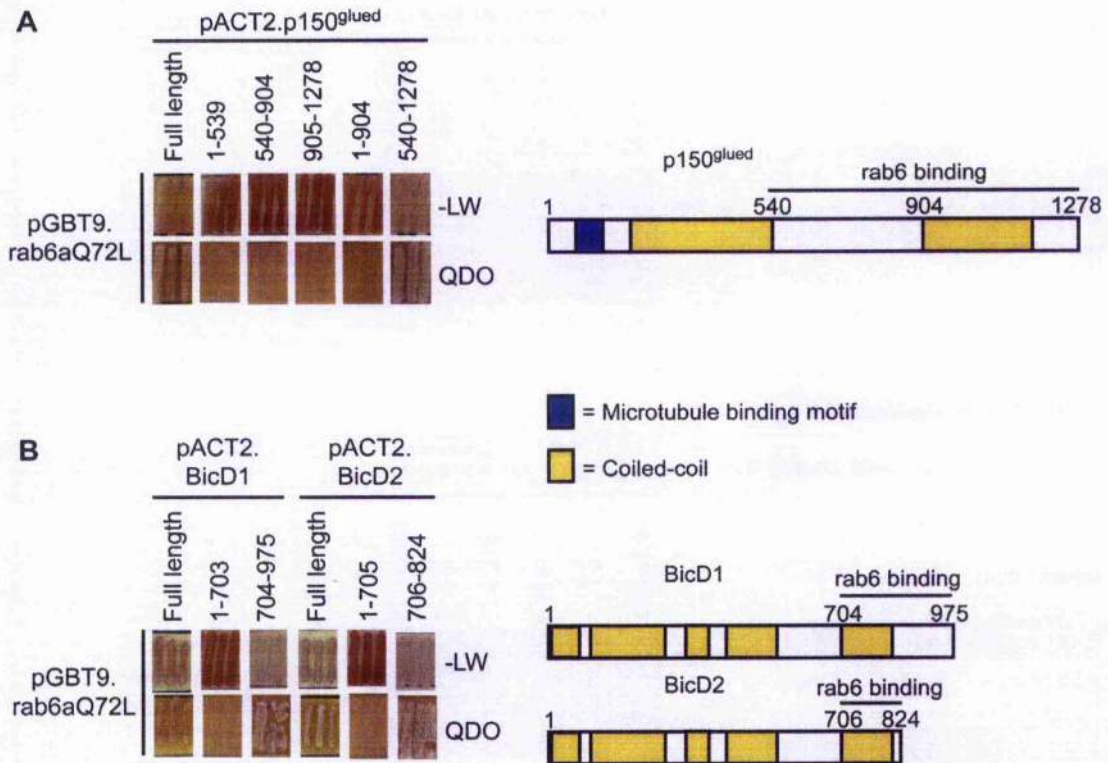 A
pACT2.p150glued
Full length
1-539
540-904
905-1278
1-904
540-1278
pGBT9.
rab6aQ72L
-LW
QDO
p150glued
rab6 binding
1
540
904
1278
= Microtubule binding motif
= Coiled-coil
B
pACT2.
BicD1
pACT2.
BicD2
Full length
1-703
704-975
Full length
1-705
706-824
pGBT9.
rab6aQ72L
-LW
QDO
BicD1
rab6 binding
1
704
975
BicD2
rab6 binding
1
706
824